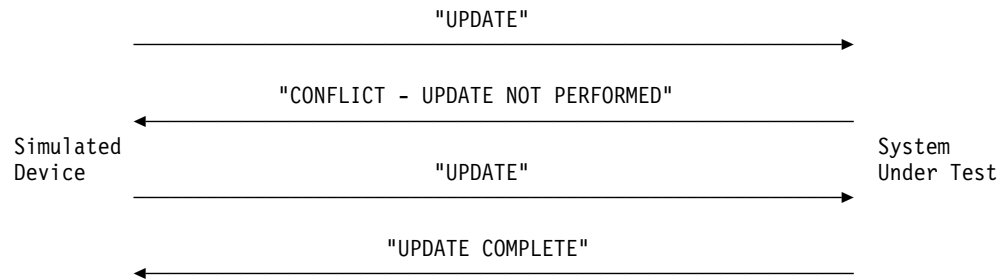 "UPDATE"
"CONFLICT - UPDATE NOT PERFORMED"
Simulated
Device
System
Under Test
"UPDATE"
"UPDATE COMPLETE"